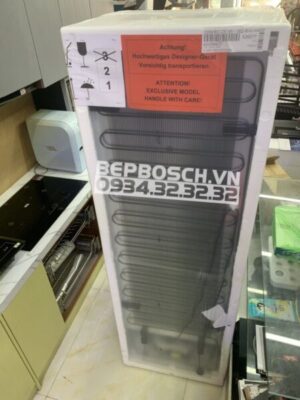 3
2
1
Achtung!
Hochwertiges Designer-Gerät
Vorsichtig transportieren
ATTENTION!
EXCLUSIVE MODEL
HANDLE WITH CARE!
BEPBOSCH.VN
0934.32.32.32